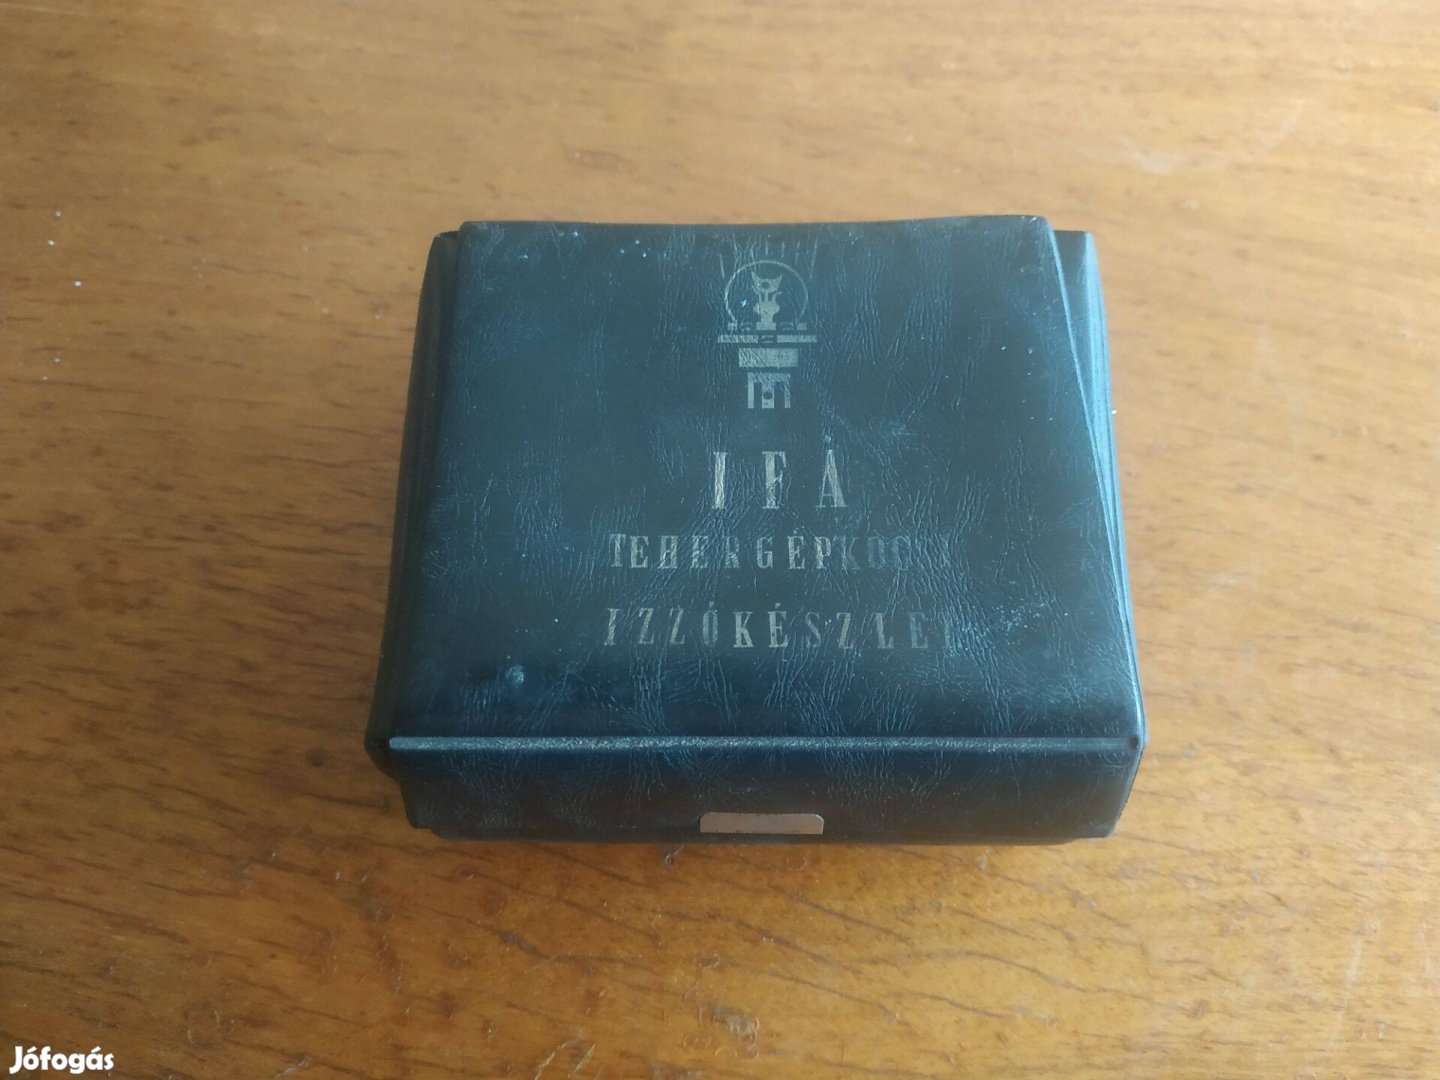 IFA
TEHERGÉPKOCSI
IZZÓKÉSZLET
Jófogás